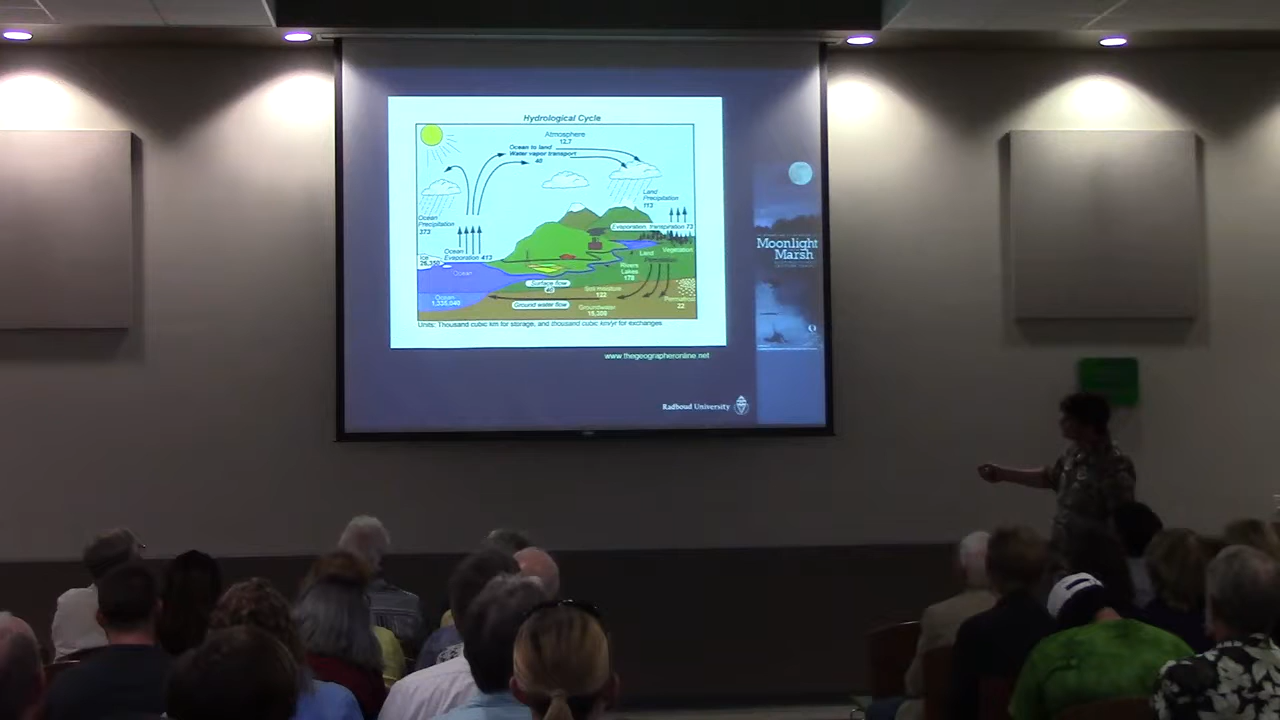 Hydrological Cycle
Atmosphere
12.7
Ocean to land
Water vapor transport
40
Land
Precipitation
113
Ocean
Precipitation
373
Evaporation, transpiration 73
Ocean
Evaporation 413
Ice
Land
Vegetation
Percolation
Rivers
Lakes
178
Ocean
Surface flow
40
Soil moisture
122
Ocean
1,335,040
Ground water flow
Groundwater
15,300
Permafrost
22
Units: Thousand cubic km for storage, and thousand cubic km/yr for exchanges
www.thegeographeronline.net
Moonlight
Marsh
Radboud University